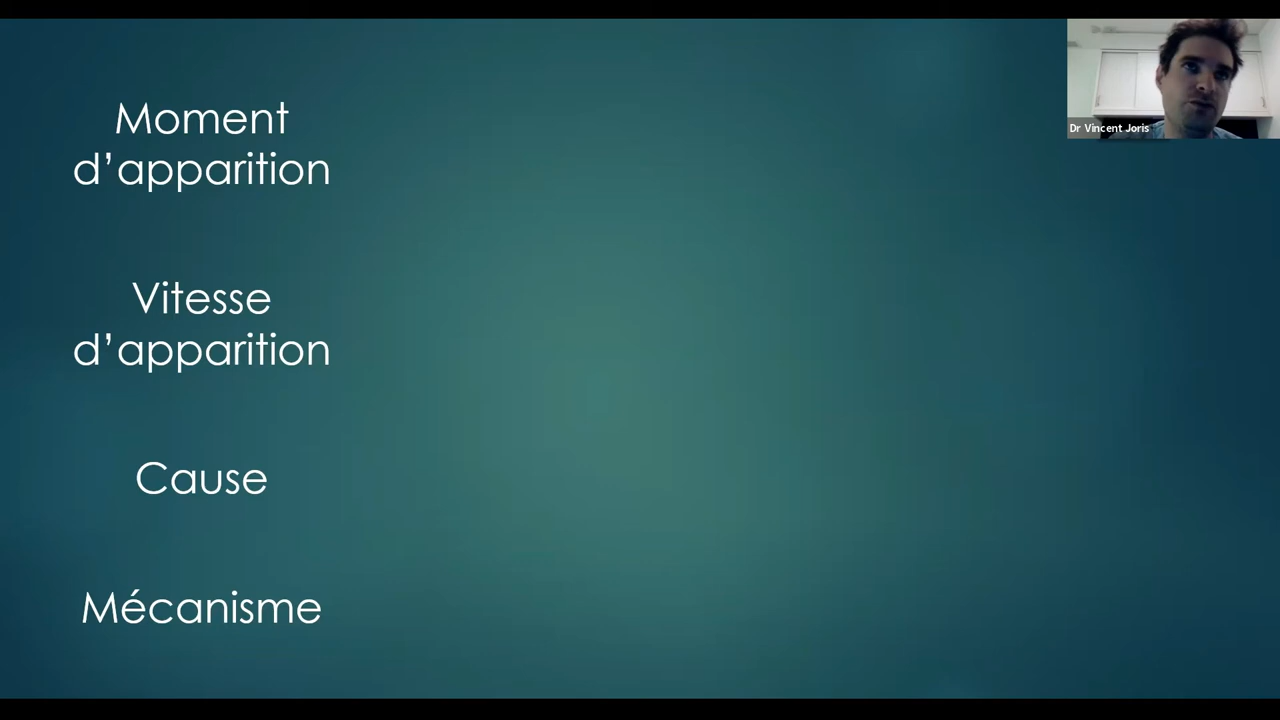 Moment
d’apparition
Vitesse
d’apparition
Cause
Mécanisme
Dr Vincent Joris